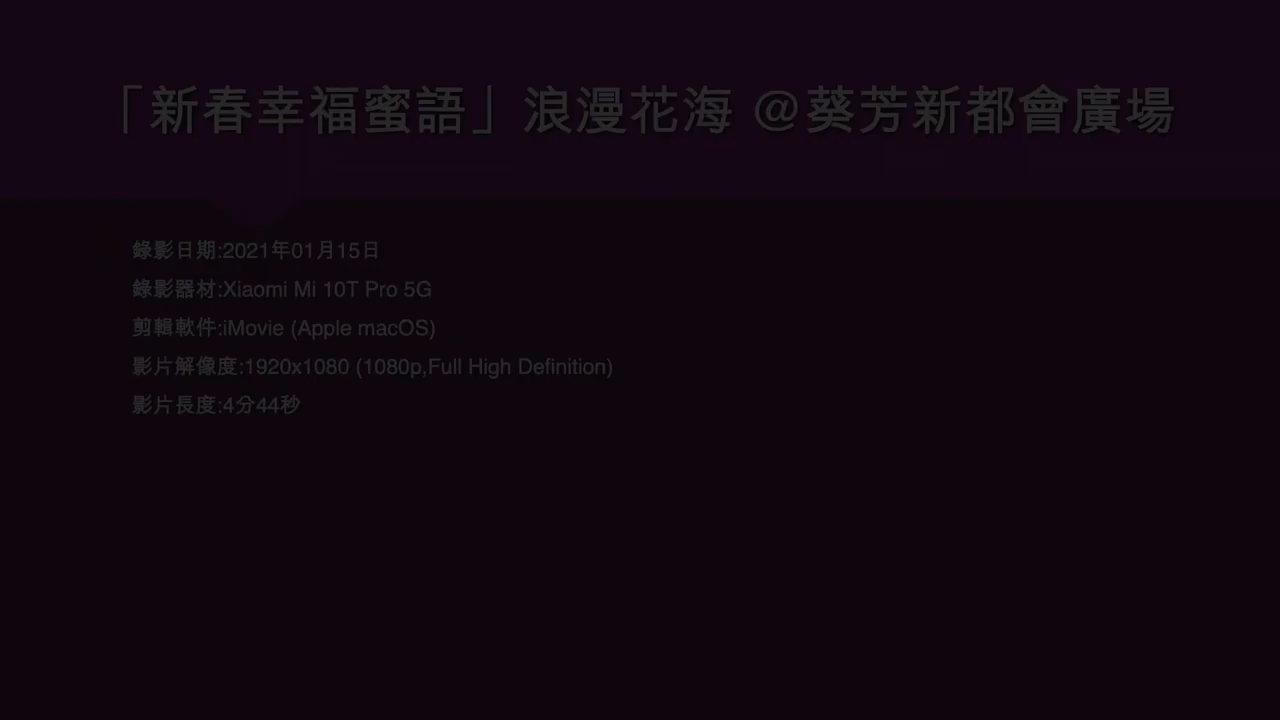 「新春幸福蜜語」浪漫花海 @葵芳新都會廣場
錄影日期:2021年01月15日
錄影器材:Xiaomi Mi 10T Pro 5G
剪輯軟件:iMovie (Apple macOS)
影片解像度:1920x1080 (1080p,Full High Definition)
影片長度:4分44秒